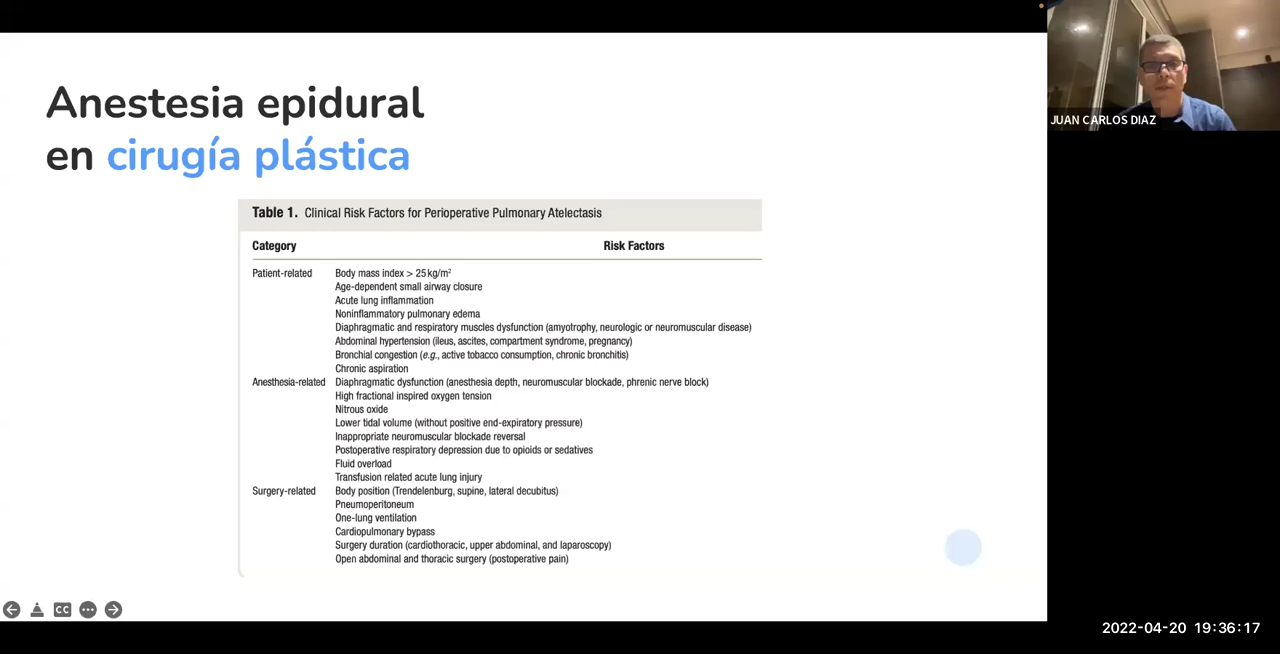 Anestesia epidural
en cirugía plástica
JUAN CARLOS DIAZ
Table 1. Clinical Risk Factors for Perioperative Pulmonary Atelectasis
Category Risk Factors
Patient-related Body mass index > 25 kg/m²
Age-dependent small airway closure
Acute lung inflammation
Noninflammatory pulmonary edema
Diaphragmatic and respiratory muscles dysfunction (amyotrophy, neurologic or neuromuscular disease)
Abdominal hypertension (ileus, ascites, compartment syndrome, pregnancy)
Bronchial congestion (e.g., active tobacco consumption, chronic bronchitis)
Chronic aspiration
Anesthesia-related Diaphragmatic dysfunction (anesthesia depth, neuromuscular blockade, phrenic nerve block)
High fractional inspired oxygen tension
Nitrous oxide
Lower tidal volume (without positive end-expiratory pressure)
Inappropriate neuromuscular blockade reversal
Postoperative respiratory depression due to opioids or sedatives
Fluid overload
Transfusion related acute lung injury
Surgery-related Body position (Trendelenburg, supine, lateral decubitus)
Pneumoperitoneum
One-lung ventilation
Cardiopulmonary bypass
Surgery duration (cardiothoracic, upper abdominal, and laparoscopy)
Open abdominal and thoracic surgery (postoperative pain)
CC
2022-04-20 19:36:17